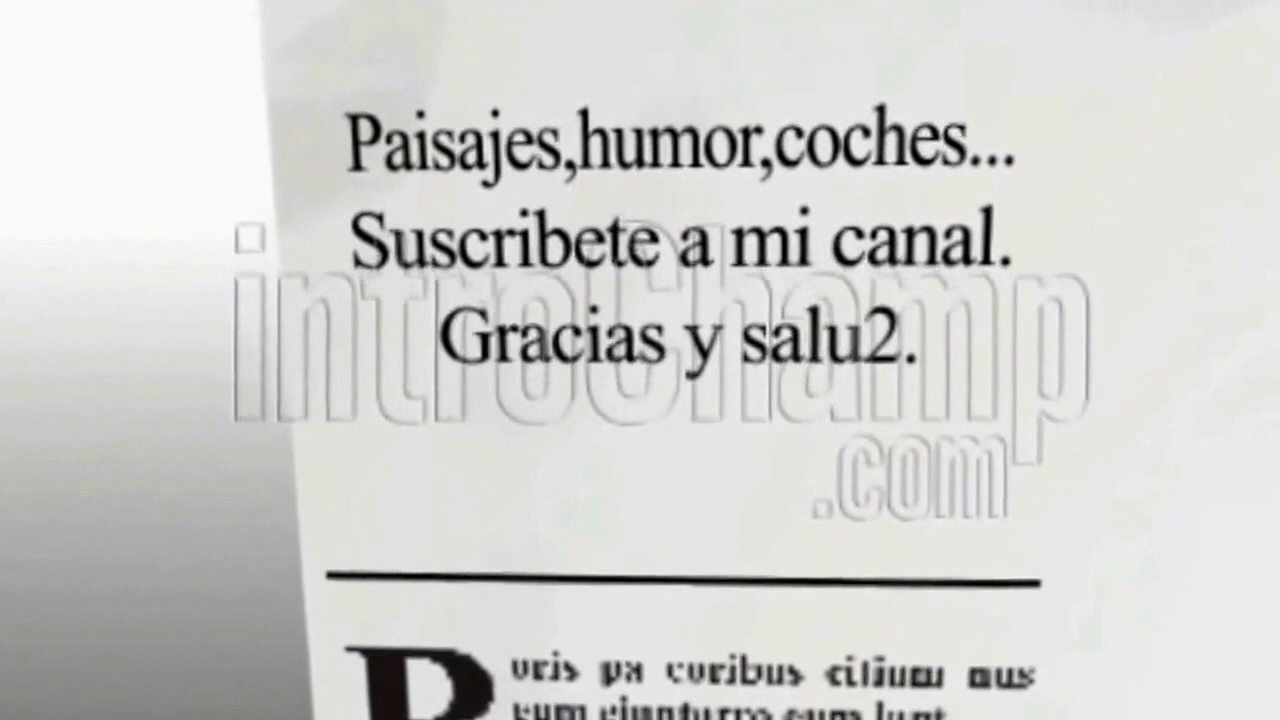 Paisajes,humor,coches...
Suscribete a mi canal.
Gracias y salu2.
introChamp
.com